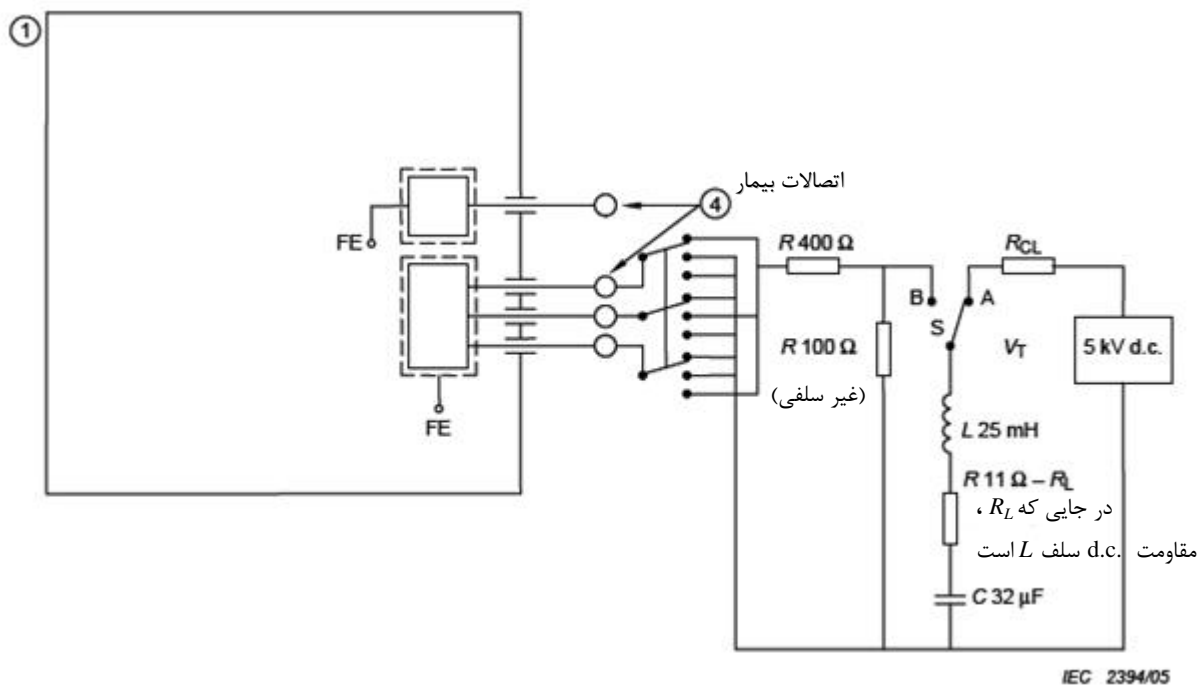 1
اتصالات بیمار
4
FE
R 400 Ω
R_CL
B
A
S
R 100 Ω
V_T
5 kV d.c.
(غیر سلفی)
FE
L 25 mH
R 11 Ω – R_L
در جایی که R_L ،
مقاومت d.c. سلف L است
C 32 µF
IEC 2394/05